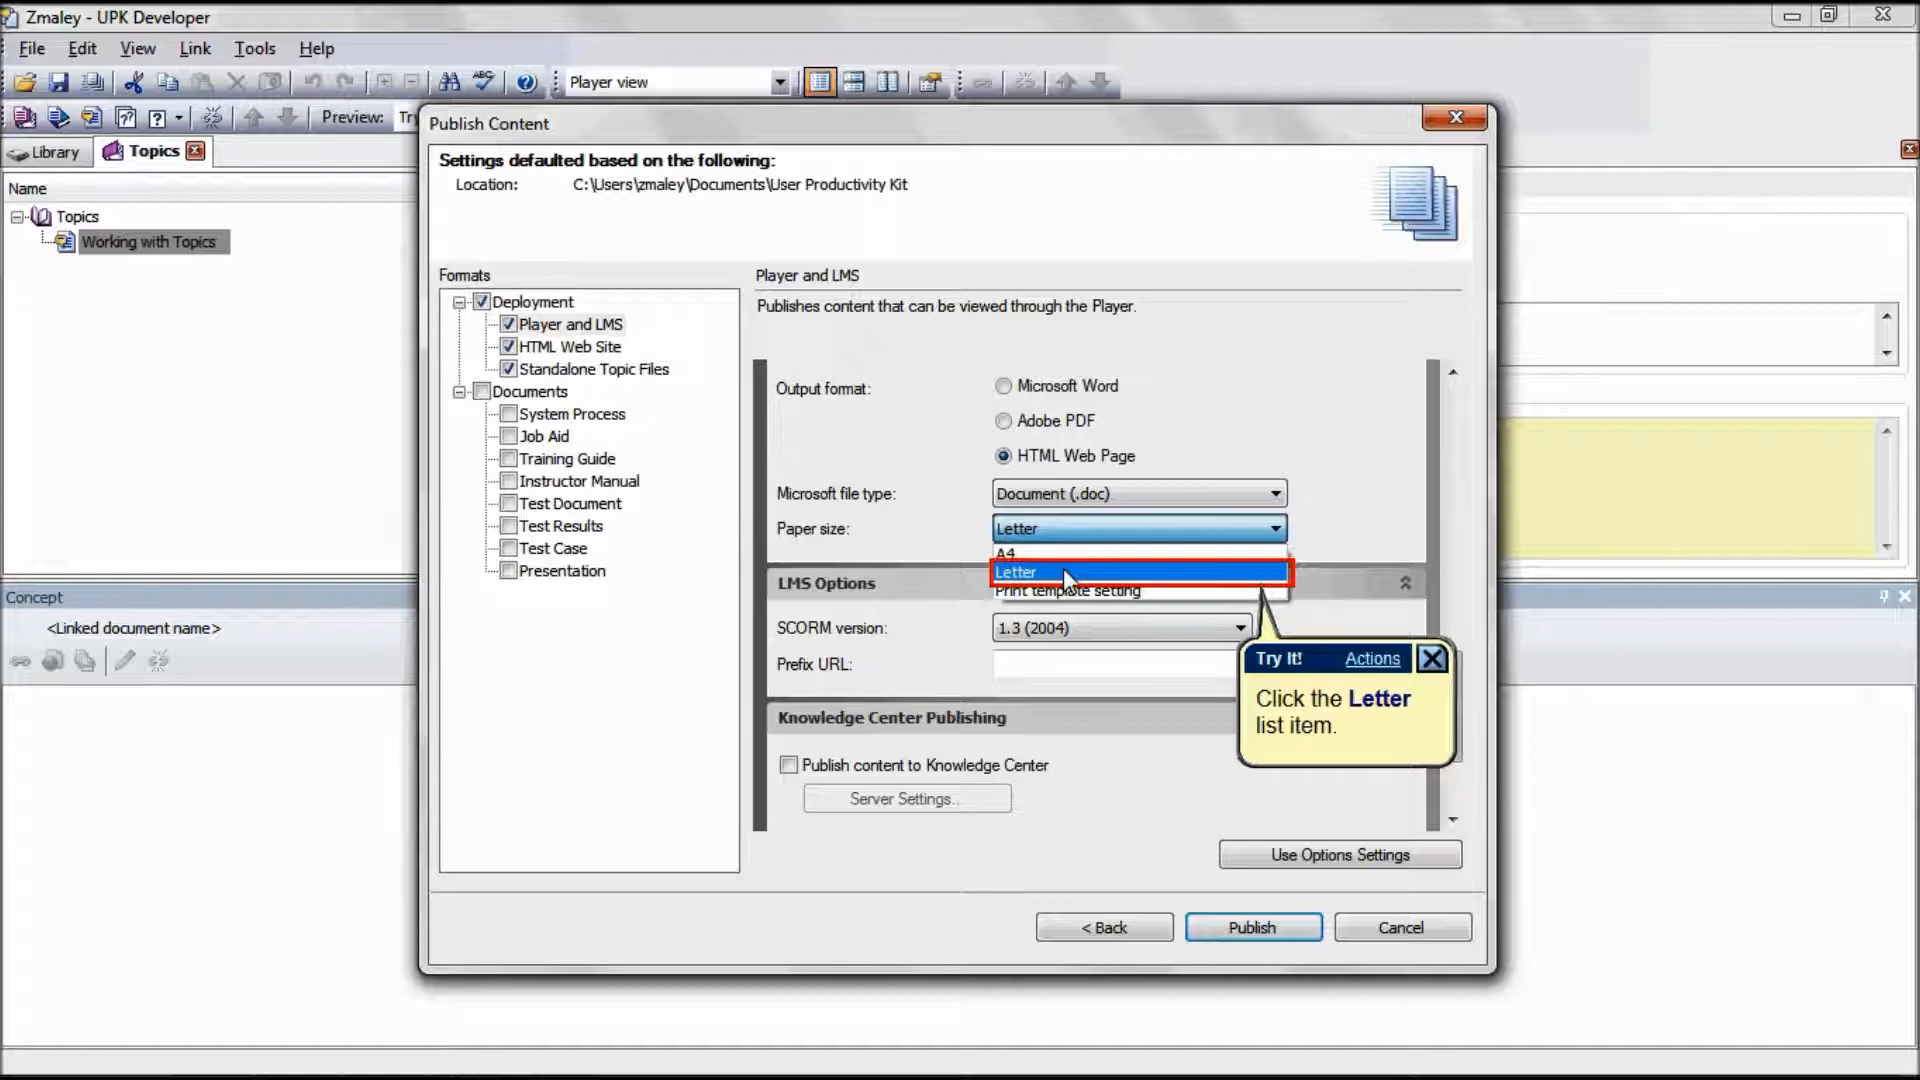 Zmaley - UPK Developer
File Edit View Link Tools Help
Player view
Preview: Try
Library Topics
Name
Topics
Working with Topics
Concept
<Linked document name>
Publish Content
Settings defaulted based on the following:
Location: C:\Users\zmaley\Documents\User Productivity Kit
Formats
Deployment
Player and LMS
HTML Web Site
Standalone Topic Files
Documents
System Process
Job Aid
Training Guide
Instructor Manual
Test Document
Test Results
Test Case
Presentation
Player and LMS
Publishes content that can be viewed through the Player.
Output format: Microsoft Word
Adobe PDF
HTML Web Page
Microsoft file type: Document (.doc)
Paper size: Letter
A4
Letter
Print template setting
LMS Options
SCORM version: 1.3 (2004)
Prefix URL:
Try It! Actions
Click the Letter
list item.
Knowledge Center Publishing
Publish content to Knowledge Center
Server Settings...
Use Options Settings
< Back Publish Cancel